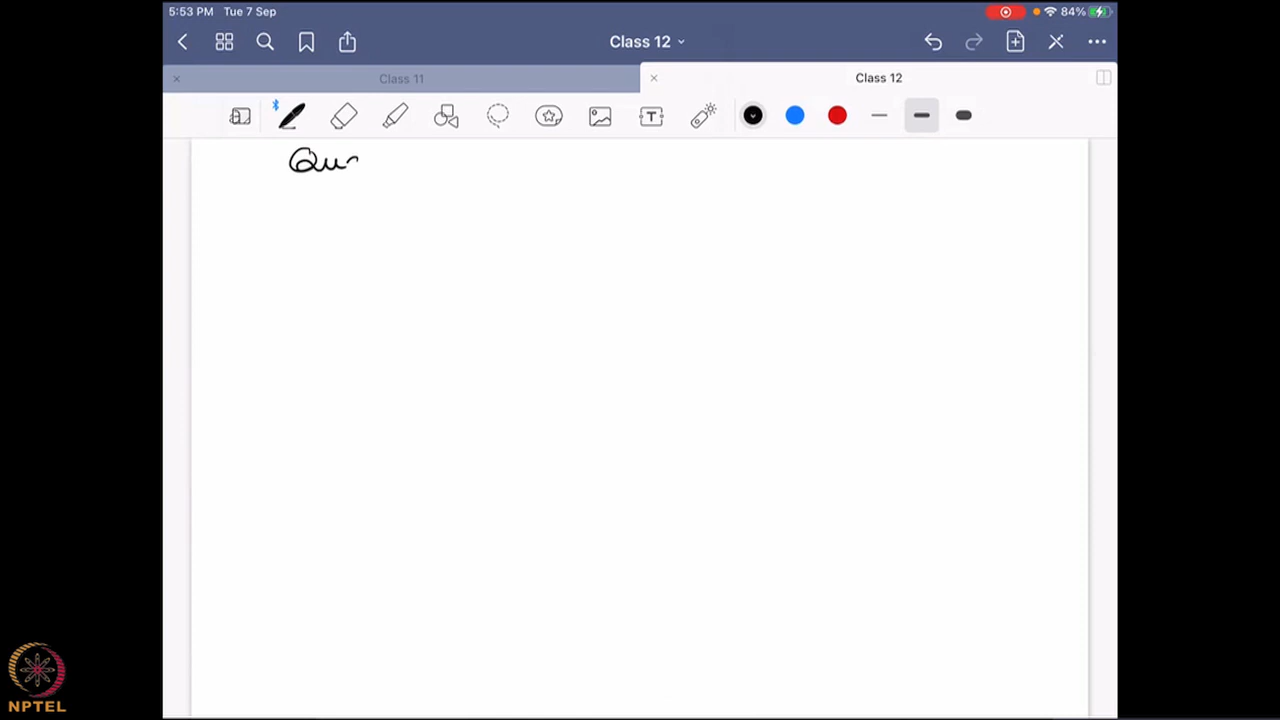 5:53 PM Tue 7 Sep 84%
Class 12
Class 11 Class 12
T
Qu
NPTEL